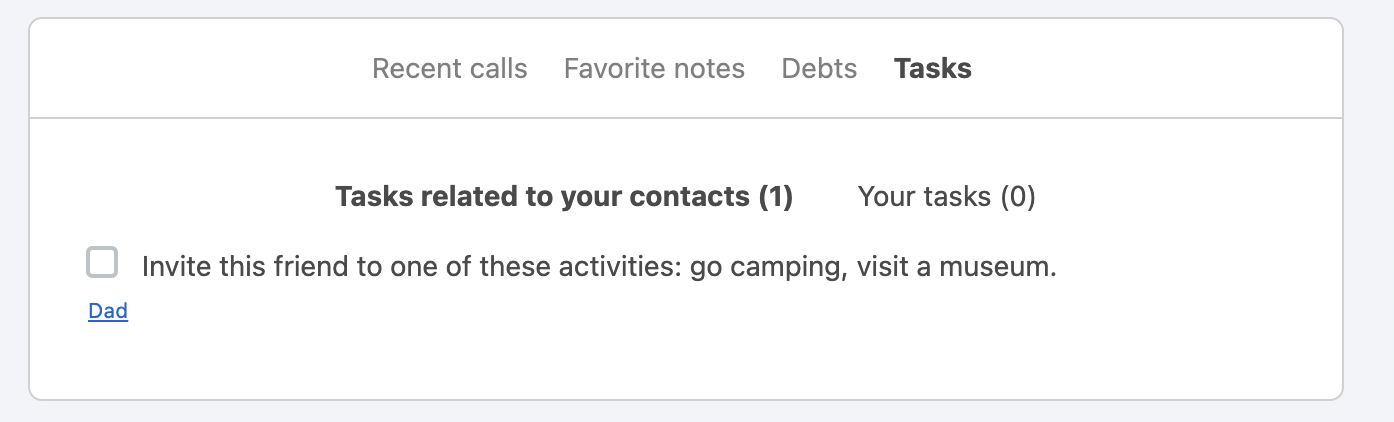 Recent calls Favorite notes Debts Tasks
Tasks related to your contacts (1) Your tasks (0)
Invite this friend to one of these activities: go camping, visit a museum.
Dad